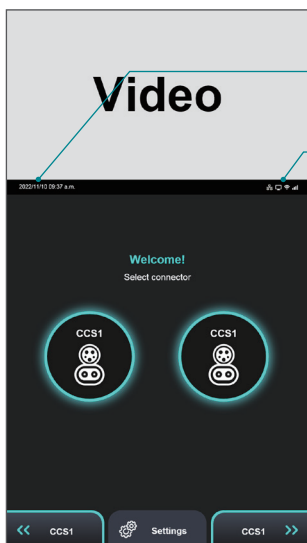 Video
2022/11/10 09:37 a.m.
Welcome!
Select connector
CCS1 CCS1
CCS1 Settings CCS1